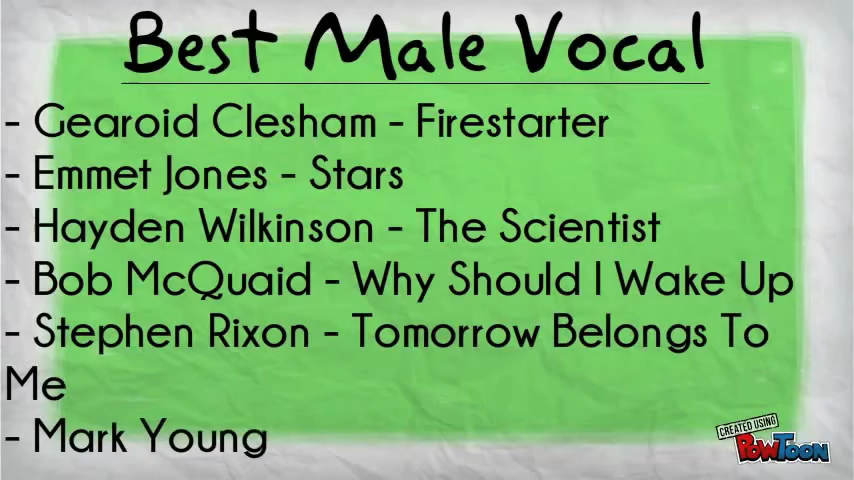 Best Male Vocal
- Gearoid Clesham - Firestarter
- Emmet Jones - Stars
- Hayden Wilkinson - The Scientist
- Bob McQuaid - Why Should I Wake Up
- Stephen Rixon - Tomorrow Belongs To
Me
- Mark Young
CREATED USING
POWTOON